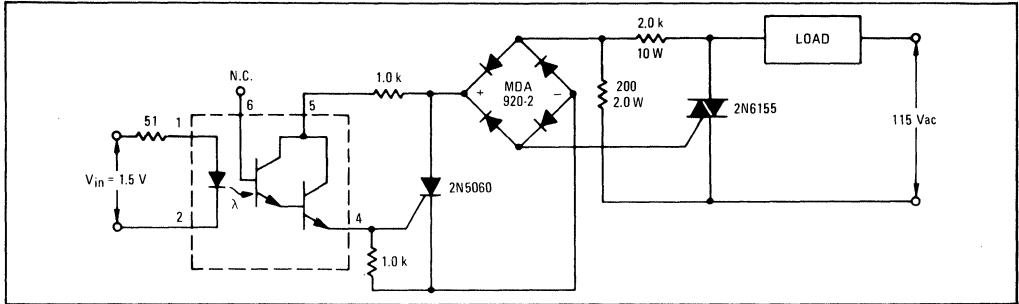 51
1
2
Vin = 1.5 V
N.C.
6
5
λ
4
1.0 k
1.0 k
2N5060
+
MDA
920-2
−
2.0 k
10 W
200
2.0 W
LOAD
2N6155
115 Vac